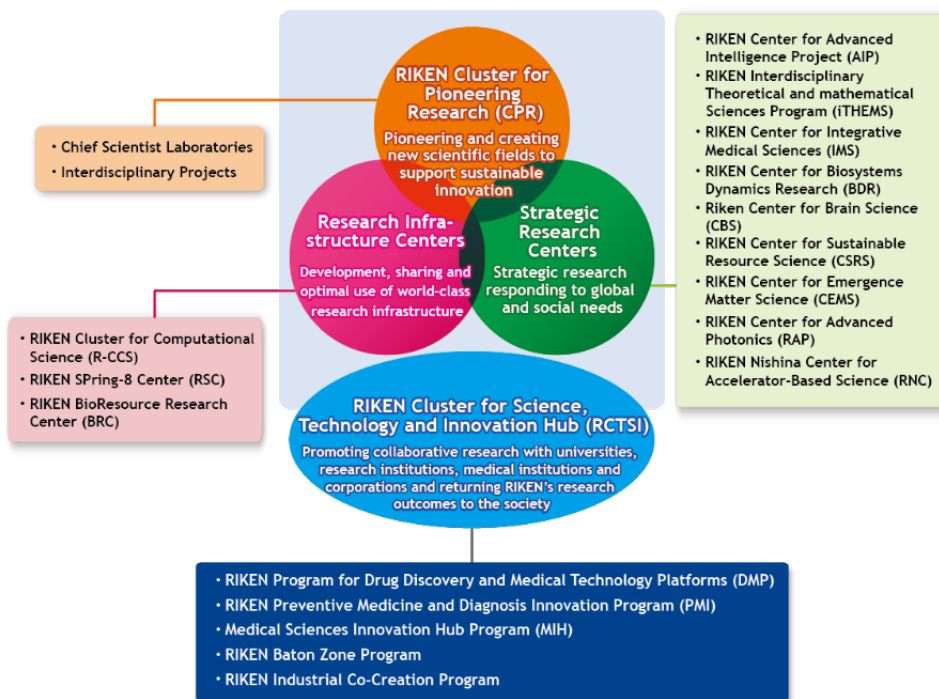 RIKEN Cluster for
Pioneering
Research (CPR)
Pioneering and creating
new scientific fields to
support sustainable
innovation
• Chief Scientist Laboratories
• Interdisciplinary Projects
Research Infra-
structure Centers
Development, sharing and
optimal use of world-class
research infrastructure
Strategic
Research
Centers
Strategic research
responding to global
and social needs
• RIKEN Center for Advanced
Intelligence Project (AIP)
• RIKEN Interdisciplinary
Theoretical and mathematical
Sciences Program (iTHEMS)
• RIKEN Center for Integrative
Medical Sciences (IMS)
• RIKEN Center for Biosystems
Dynamics Research (BDR)
• Riken Center for Brain Science
(CBS)
• RIKEN Center for Sustainable
Resource Science (CSRS)
• RIKEN Center for Emergence
Matter Science (CEMS)
• RIKEN Center for Advanced
Photonics (RAP)
• RIKEN Nishina Center for
Accelerator-Based Science (RNC)
• RIKEN Cluster for Computational
Science (R-CCS)
• RIKEN SPring-8 Center (RSC)
• RIKEN BioResource Research
Center (BRC)
RIKEN Cluster for Science,
Technology and Innovation Hub (RCTSI)
Promoting collaborative research with universities,
research institutions, medical institutions and
corporations and returning RIKEN's research
outcomes to the society
• RIKEN Program for Drug Discovery and Medical Technology Platforms (DMP)
• RIKEN Preventive Medicine and Diagnosis Innovation Program (PMI)
• Medical Sciences Innovation Hub Program (MIH)
• RIKEN Baton Zone Program
• RIKEN Industrial Co-Creation Program